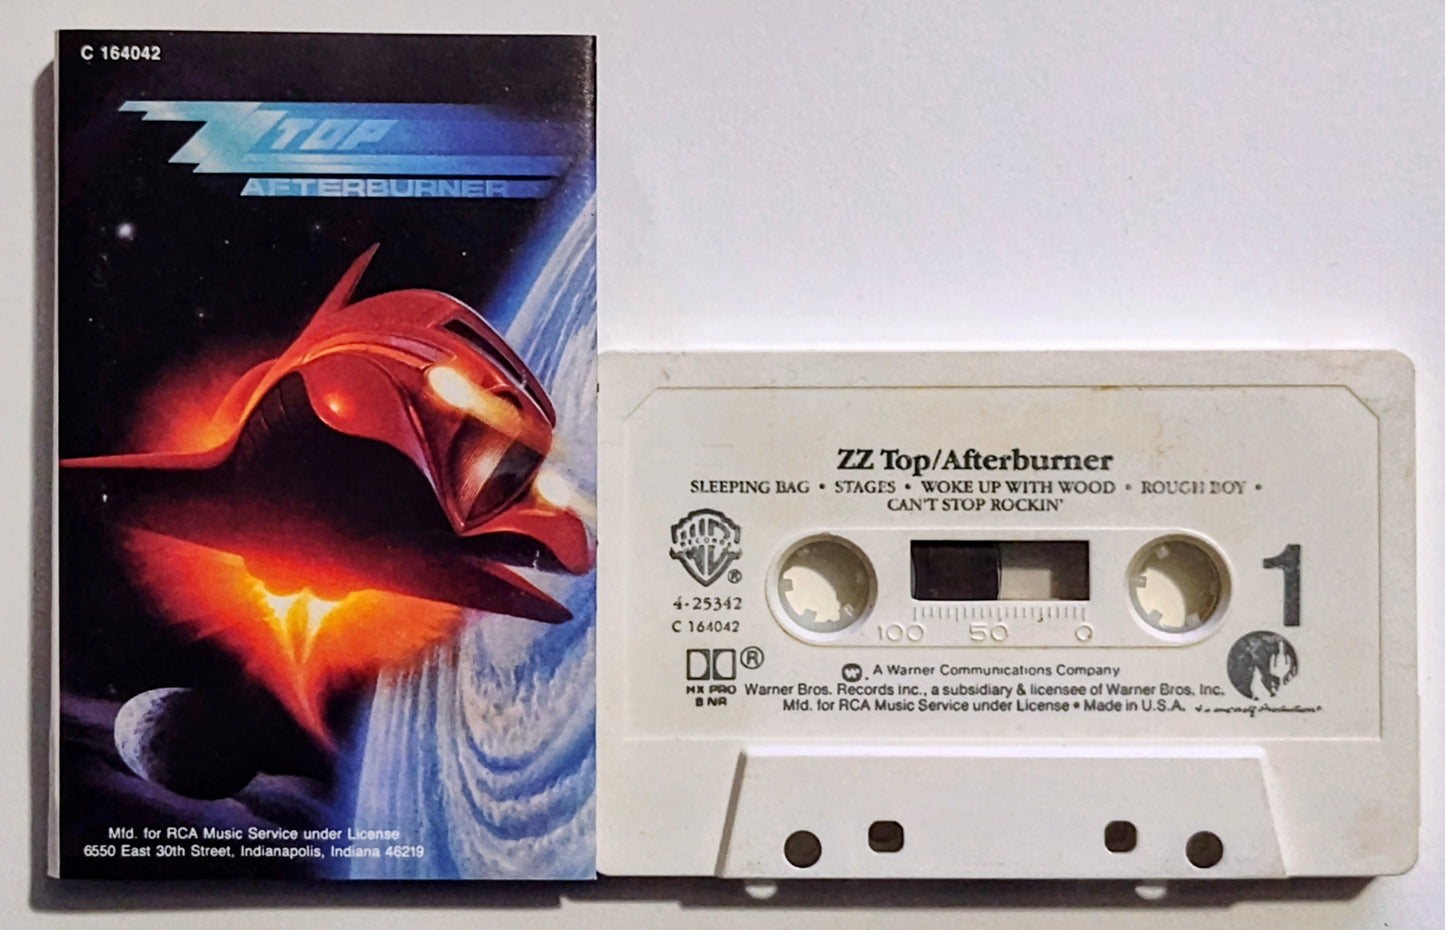 C 164042
ZZ TOP
AFTERBURNER
Mfd. for RCA Music Service under License
6550 East 30th Street, Indianapolis, Indiana 46219
ZZ Top/Afterburner
SLEEPING BAG • STAGES • WOKE UP WITH WOOD • ROUGH BOY •
CAN'T STOP ROCKIN'
RECORDS
®
4-25342
C 164042
1
100 50 0
®
HX PRO
B NR
A Warner Communications Company
Warner Bros. Records Inc., a subsidiary & licensee of Warner Bros. Inc.
Mfd. for RCA Music Service under License • Made in U.S.A.